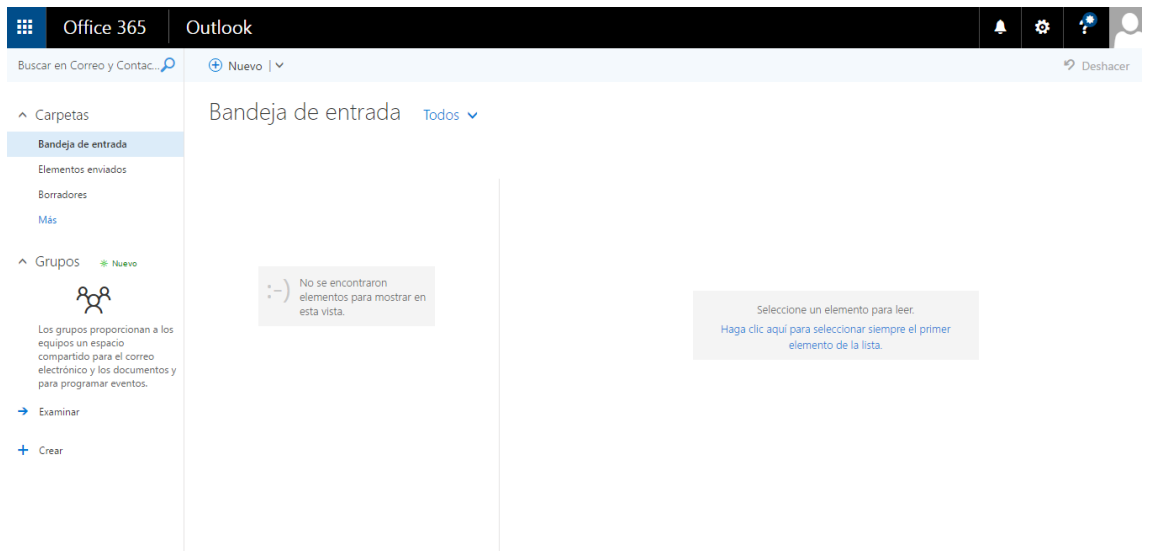 Office 365
Outlook
Buscar en Correo y Contac...
Nuevo
Deshacer
Carpetas
Bandeja de entrada
Elementos enviados
Borradores
Más
Grupos
Nuevo
Los grupos proporcionan a los
equipos un espacio
compartido para el correo
electrónico y los documentos y
para programar eventos.
Examinar
Crear
Bandeja de entrada
Todos
:-)
No se encontraron
elementos para mostrar en
esta vista.
Seleccione un elemento para leer.
Haga clic aquí para seleccionar siempre el primer
elemento de la lista.